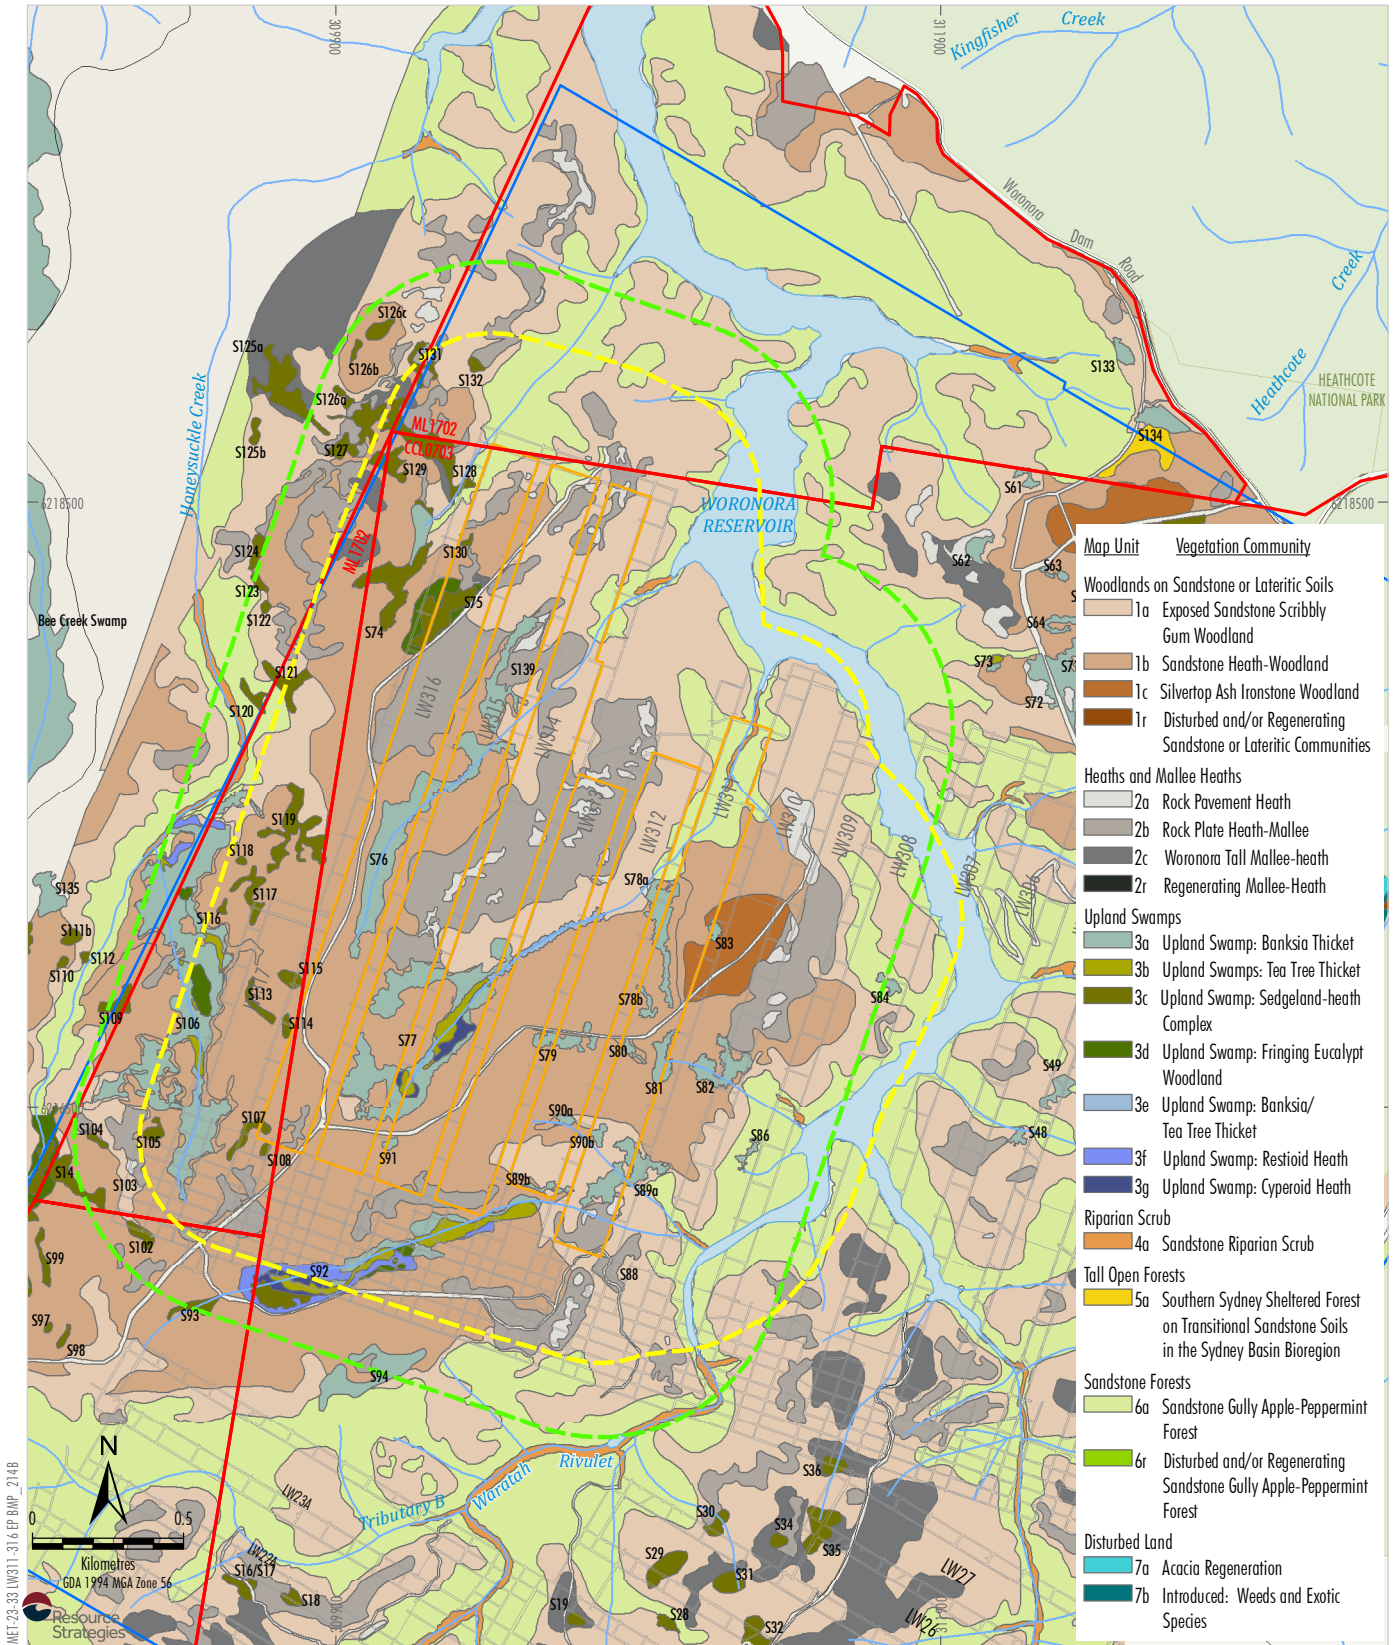 309900
311900
Kingfisher
Creek
Woronora
Dam
Road
Creek
Heathcote
HEATHCOTE
NATIONAL PARK
Honeysuckle Creek
S126c
S125a
S126b
S131
S132
S126a
S125b
S127
ML1702
CCL0703
S129
S128
S133
S134
6218500
WORONORA
RESERVOIR
S61
6218500
S124
ML1702
S130
S62
S63
S123
S75
S122
S74
S64
Bee Creek Swamp
S139
S73
S121
S120
LW316
LW315
LW314
S72
S119
S118
S76
LW313
LW312
LW311
LW310
LW309
LW308
LW307
LW306
S135
S117
S116
S78a
S111b
S112
S110
S83
S115
S113
S114
S109
S106
S77
S78b
S84
S79
S80
S81
S82
S49
S104
S105
S107
S108
S90a
S90b
S86
S48
S14
S103
S91
S89b
S89a
S102
S99
S92
S88
S93
S97
S98
S94
N
0
0.5
Kilometres
GDA 1994 MGA Zone 56
LW23A
LW22A
Tributary B
Waratah
Rivulet
S36
S30
S34
S35
S29
S31
S16/S17
S18
S19
S28
S32
LW27
LW26
309900
Resource
Strategies
MET-23-33 LW311-316 EP BMP_214B
Map Unit Vegetation Community
Woodlands on Sandstone or Lateritic Soils
1a Exposed Sandstone Scribbly
Gum Woodland
1b Sandstone Heath-Woodland
1c Silvertop Ash Ironstone Woodland
1r Disturbed and/or Regenerating
Sandstone or Lateritic Communities
Heaths and Mallee Heaths
2a Rock Pavement Heath
2b Rock Plate Heath-Mallee
2c Woronora Tall Mallee-heath
2r Regenerating Mallee-Heath
Upland Swamps
3a Upland Swamp: Banksia Thicket
3b Upland Swamps: Tea Tree Thicket
3c Upland Swamp: Sedgeland-heath
Complex
3d Upland Swamp: Fringing Eucalypt
Woodland
3e Upland Swamp: Banksia/
Tea Tree Thicket
3f Upland Swamp: Restioid Heath
3g Upland Swamp: Cyperoid Heath
Riparian Scrub
4a Sandstone Riparian Scrub
Tall Open Forests
5a Southern Sydney Sheltered Forest
on Transitional Sandstone Soils
in the Sydney Basin Bioregion
Sandstone Forests
6a Sandstone Gully Apple-Peppermint
Forest
6r Disturbed and/or Regenerating
Sandstone Gully Apple-Peppermint
Forest
Disturbed Land
7a Acacia Regeneration
7b Introduced: Weeds and Exotic
Species